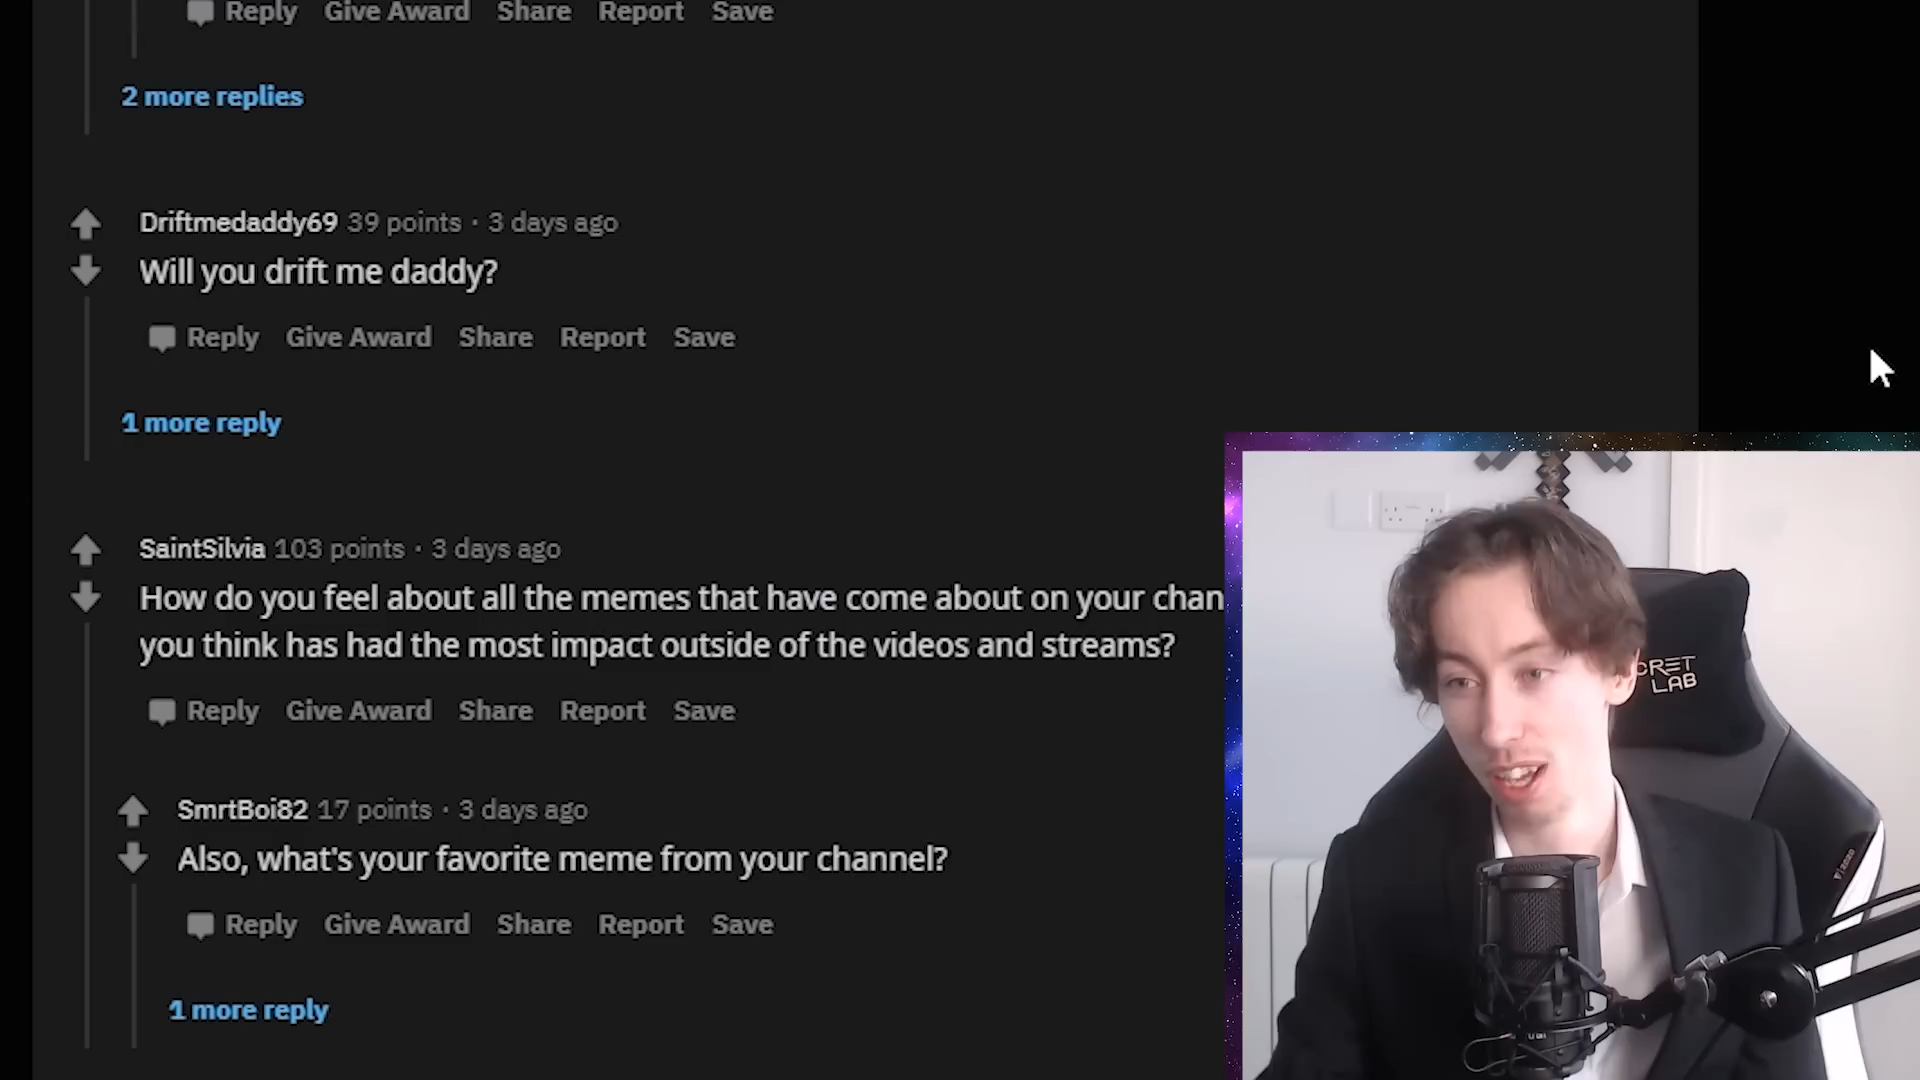 Reply Give Award Share Report Save
2 more replies
Driftmedaddy69 39 points · 3 days ago
Will you drift me daddy?
Reply Give Award Share Report Save
1 more reply
SaintSilvia 103 points · 3 days ago
How do you feel about all the memes that have come about on your chan
you think has had the most impact outside of the videos and streams?
Reply Give Award Share Report Save
CRET
LAB
SmrtBoi82 17 points · 3 days ago
Also, what's your favorite meme from your channel?
Reply Give Award Share Report Save
1 more reply